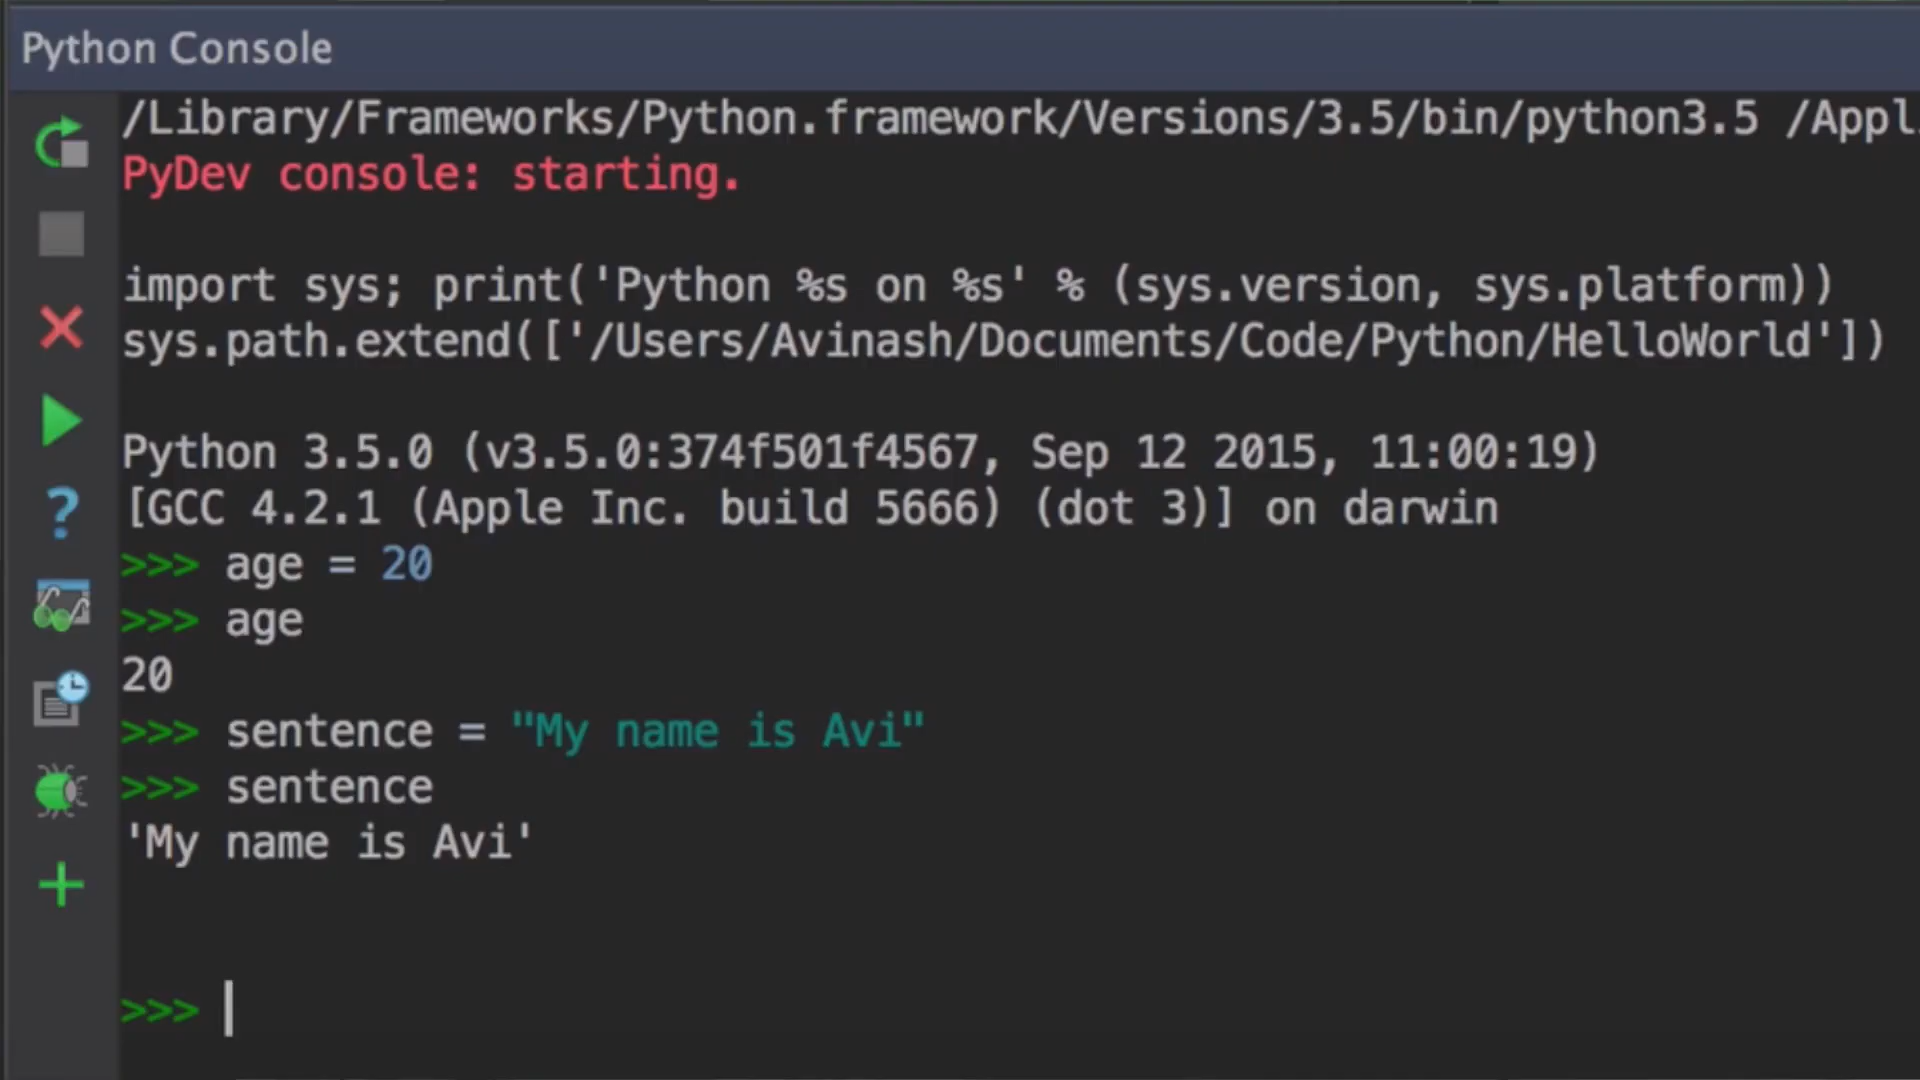 Python Console
/Library/Frameworks/Python.framework/Versions/3.5/bin/python3.5 /Appl
PyDev console: starting.
import sys; print('Python %s on %s' % (sys.version, sys.platform))
sys.path.extend(['/Users/Avinash/Documents/Code/Python/HelloWorld'])
Python 3.5.0 (v3.5.0:374f501f4567, Sep 12 2015, 11:00:19)
[GCC 4.2.1 (Apple Inc. build 5666) (dot 3)] on darwin
>>> age = 20
>>> age
20
>>> sentence = "My name is Avi"
>>> sentence
'My name is Avi'
>>>